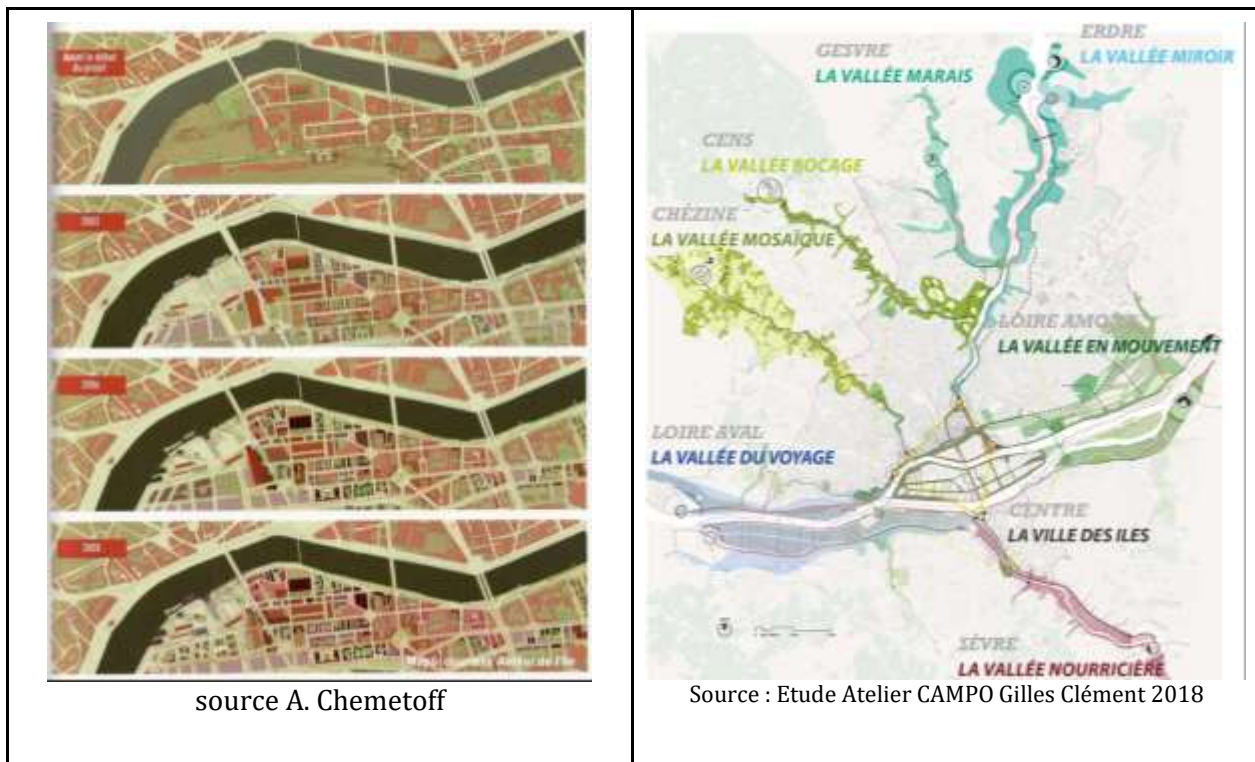 source A. Chemetoff
ERDRE
LA VALLÉE MIROIR
GESVRE
LA VALLÉE MARAIS
CENS
LA VALLÉE BOCAGE
CHÉZINE
LA VALLÉE MOSAÏQUE
LOIRE AMONT
LA VALLÉE EN MOUVEMENT
LOIRE AVAL
LA VALLÉE DU VOYAGE
CENTRE
LA VILLE DES ILES
SÈVRE
LA VALLÉE NOURRICIÈRE
Source : Etude Atelier CAMPO Gilles Clément 2018